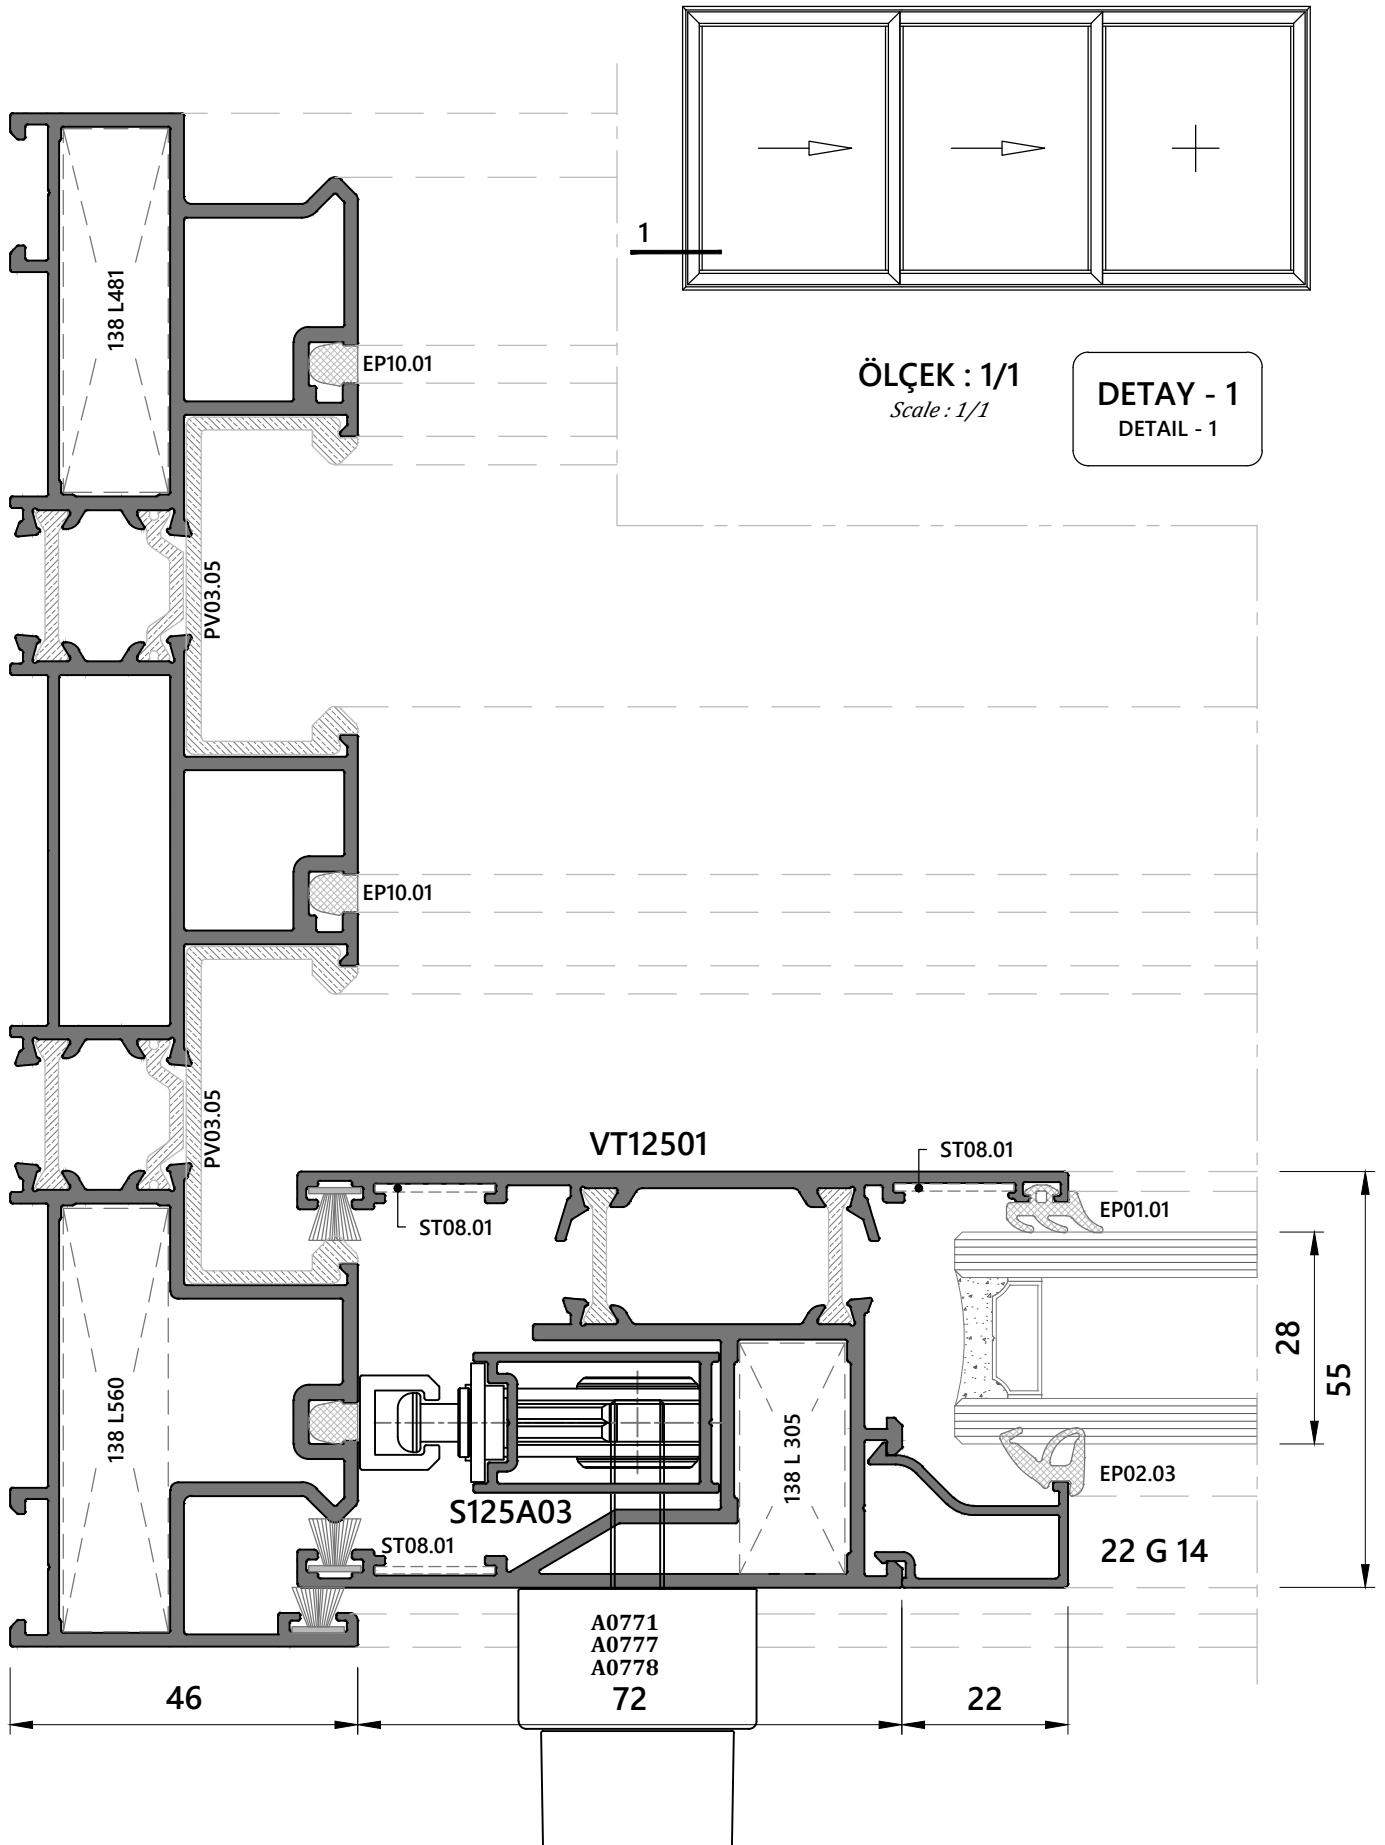 1
ÖLÇEK : 1/1
Scale : 1/1
DETAY - 1
DETAIL - 1
138 L481
EP10.01
PV03.05
EP10.01
PV03.05
VT12501
ST08.01
ST08.01
EP01.01
28
55
138 L560
138 L 305
EP02.03
S125A03
ST08.01
22 G 14
A0771
A0777
A0778
46
72
22